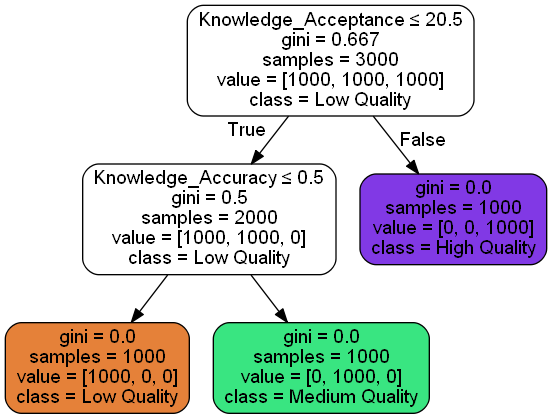 Knowledge_Acceptance ≤ 20.5
gini = 0.667
samples = 3000
value = [1000, 1000, 1000]
class = Low Quality
True
False
Knowledge_Accuracy ≤ 0.5
gini = 0.5
samples = 2000
value = [1000, 1000, 0]
class = Low Quality
gini = 0.0
samples = 1000
value = [0, 0, 1000]
class = High Quality
gini = 0.0
samples = 1000
value = [1000, 0, 0]
class = Low Quality
gini = 0.0
samples = 1000
value = [0, 1000, 0]
class = Medium Quality